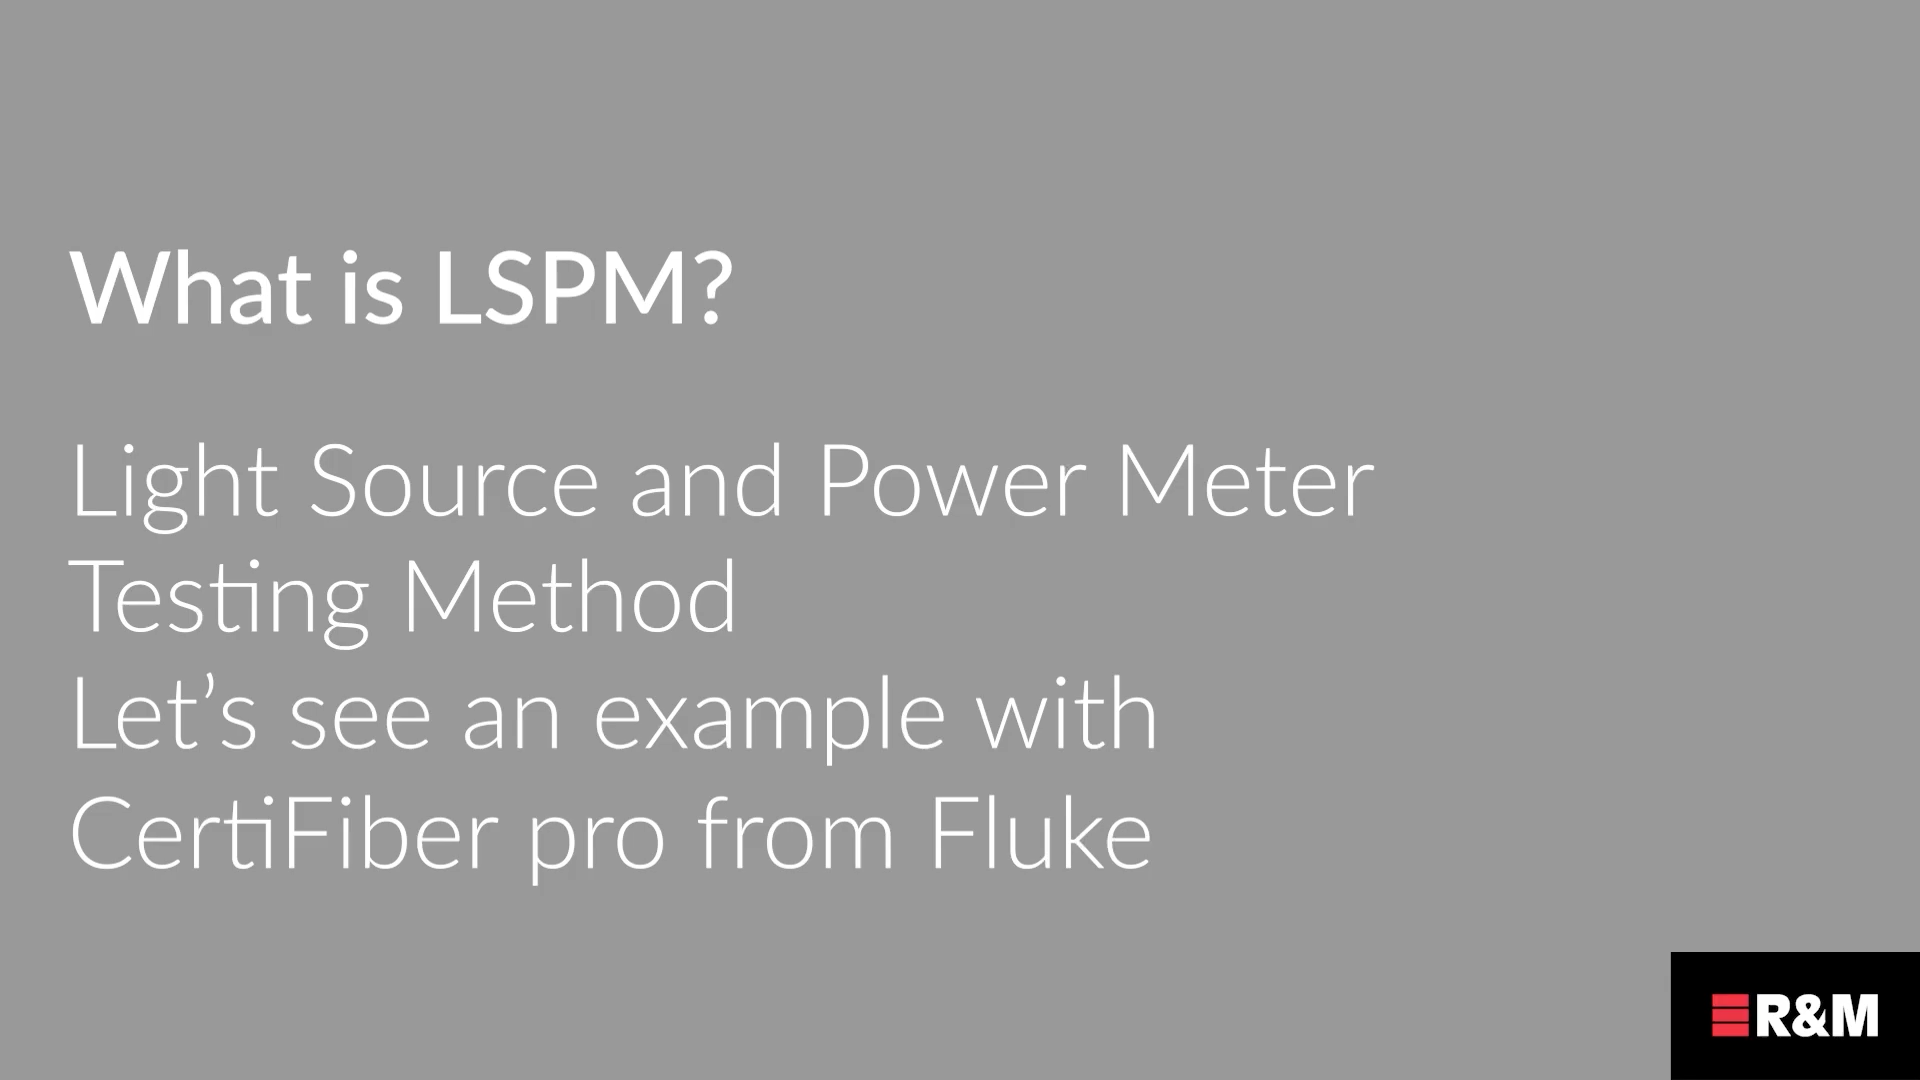 What is LSPM?
Light Source and Power Meter
Testing Method
Let’s see an example with
CertiFiber pro from Fluke
R&M